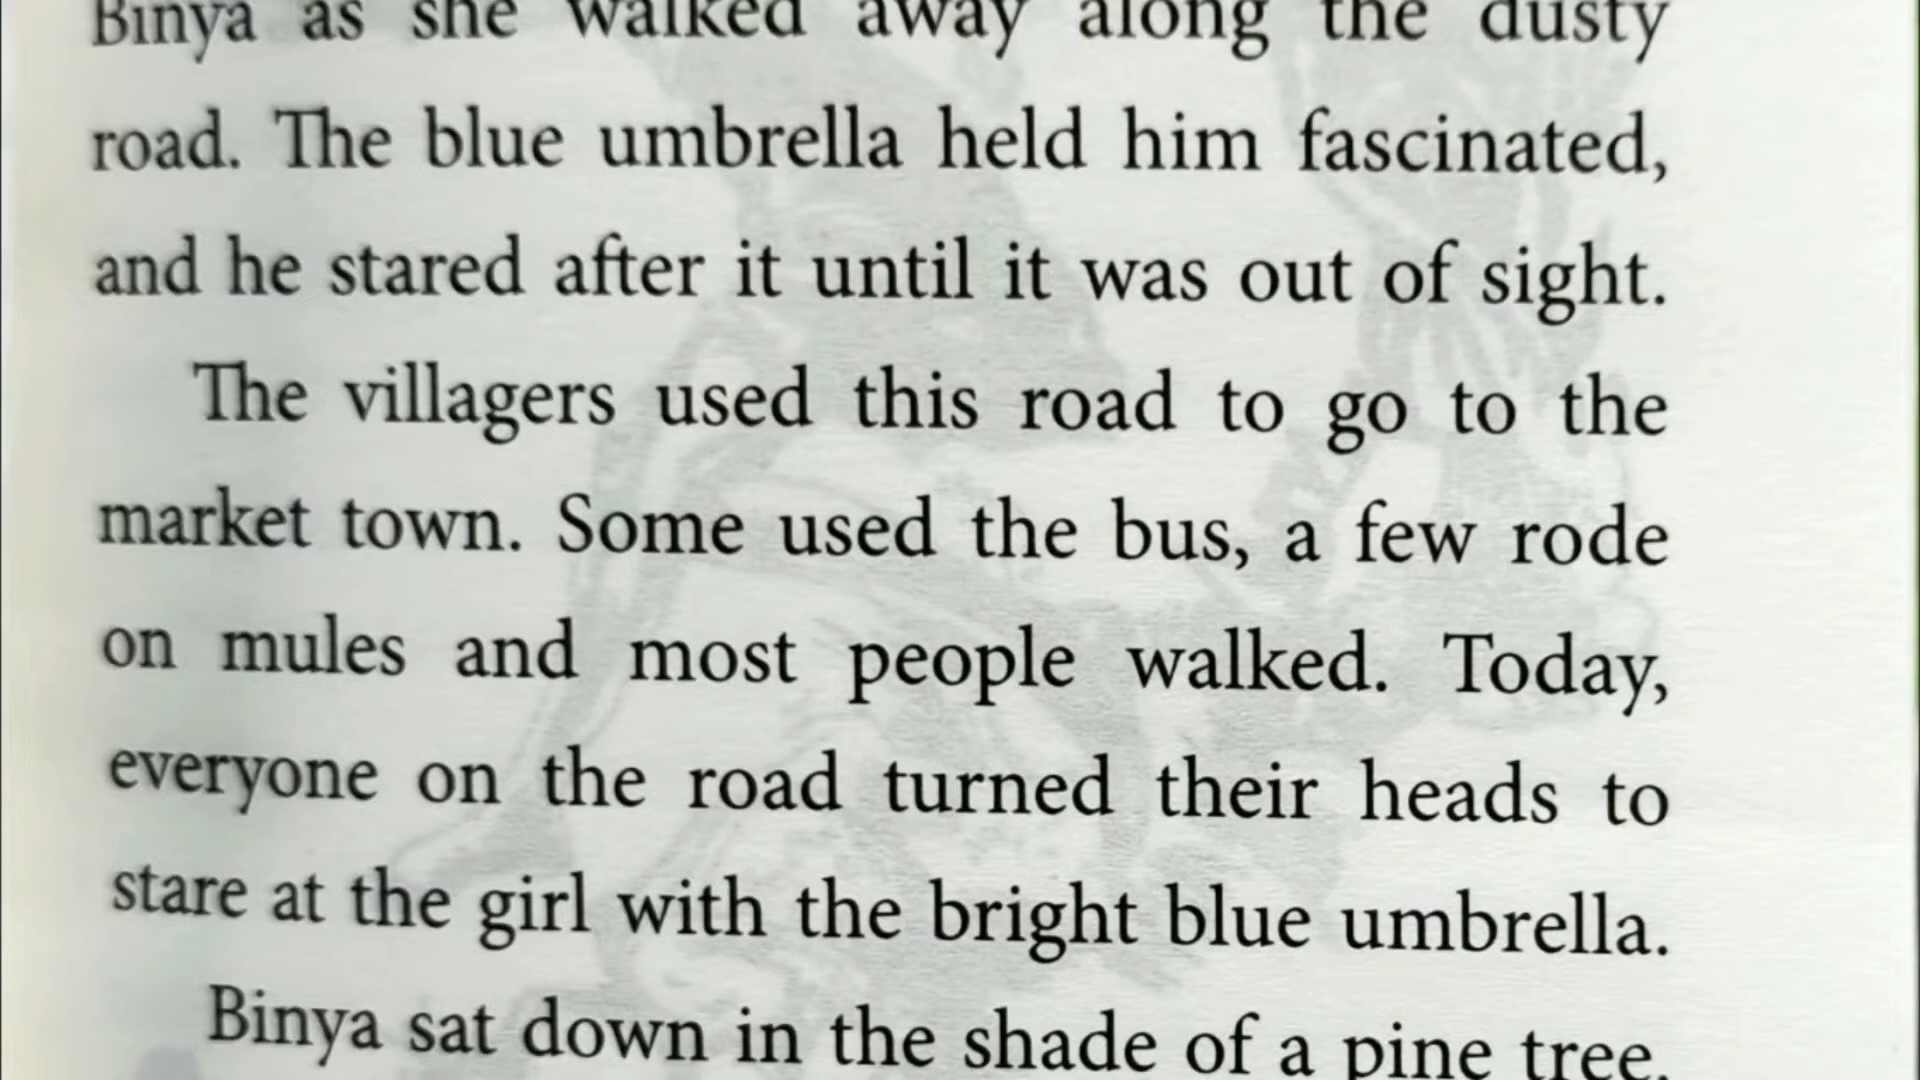 Binya as she walked away along the dusty
road. The blue umbrella held him fascinated,
and he stared after it until it was out of sight.
The villagers used this road to go to the
market town. Some used the bus, a few rode
on mules and most people walked. Today,
everyone on the road turned their heads to
stare at the girl with the bright blue umbrella.
Binya sat down in the shade of a pine tree.